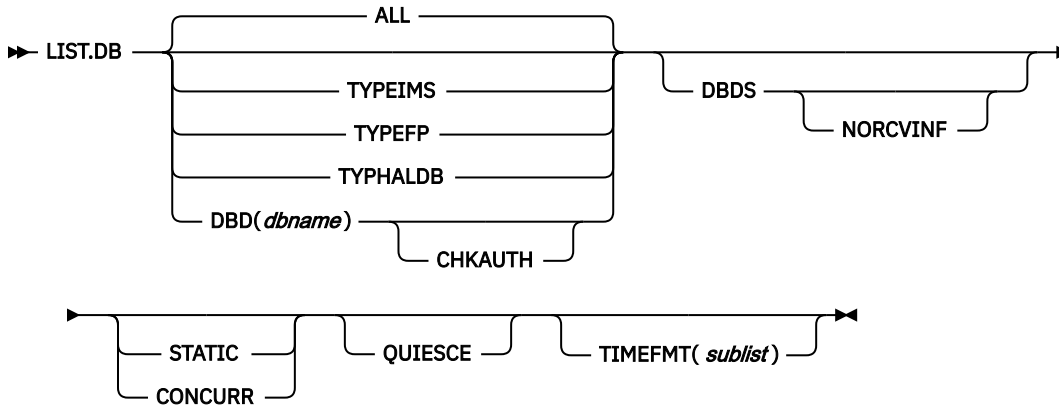 ALL
LIST.DB
TYPEIMS
DBDS
TYPEFP
NORCVINF
TYPHALDB
DBD(dbname)
CHKAUTH
STATIC
QUIESCE
TIMEFMT(sublist)
CONCURR